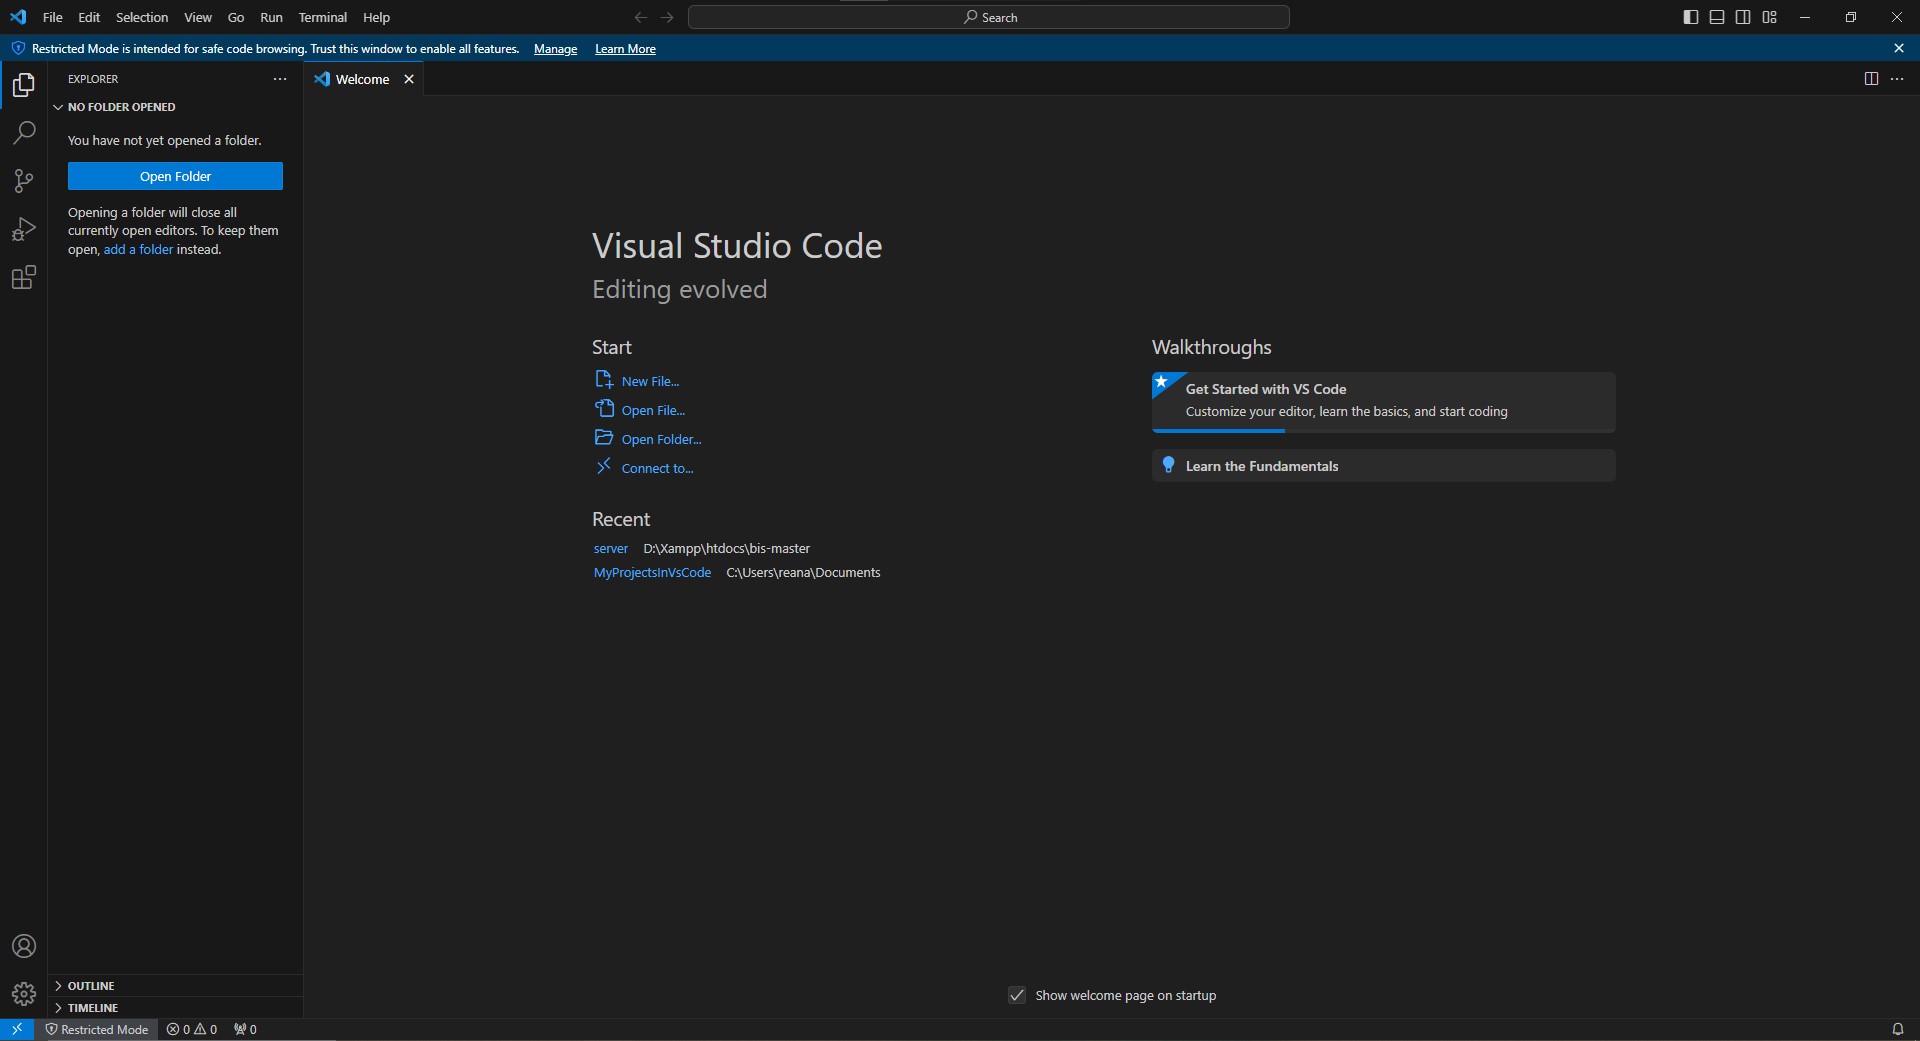 File Edit Selection View Go Run Terminal Help
Search
Restricted Mode is intended for safe code browsing. Trust this window to enable all features. Manage Learn More
EXPLORER
NO FOLDER OPENED
You have not yet opened a folder.
Open Folder
Opening a folder will close all
currently open editors. To keep them
open, add a folder instead.
OUTLINE
TIMELINE
Welcome
Visual Studio Code
Editing evolved
Start
New File...
Open File...
Open Folder...
Connect to...
Recent
server D:\Xampp\htdocs\bis-master
MyProjectsInVsCode C:\Users\reana\Documents
Walkthroughs
Get Started with VS Code
Customize your editor, learn the basics, and start coding
Learn the Fundamentals
Show welcome page on startup
Restricted Mode 0 0 0